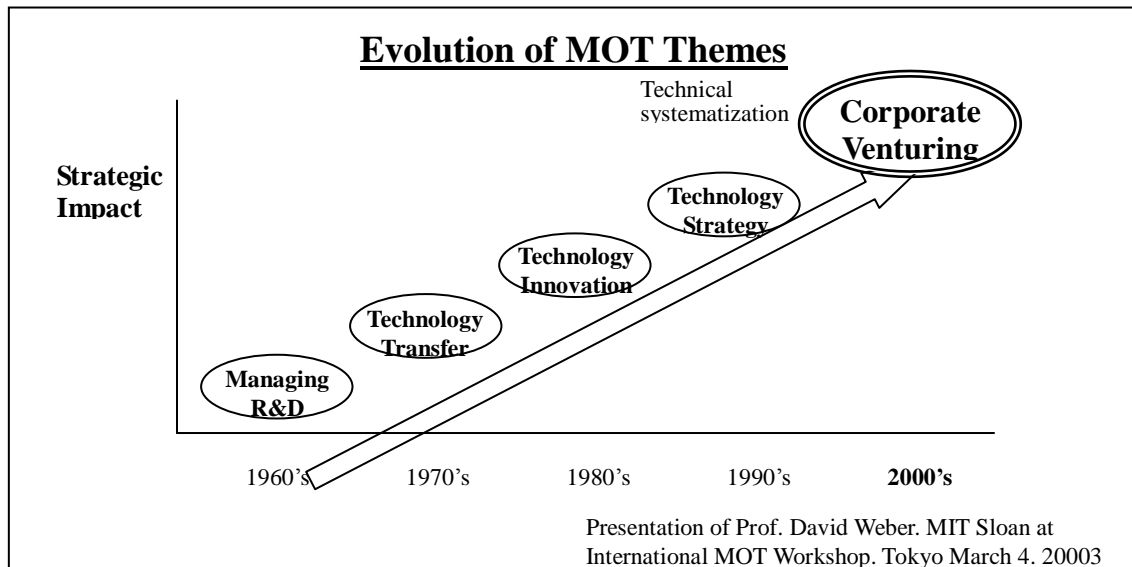 Evolution of MOT Themes
Technical
systematization
Corporate
Venturing
Strategic
Impact
Technology
Strategy
Technology
Innovation
Technology
Transfer
Managing
R&D
1960's
1970's
1980's
1990's
2000's
Presentation of Prof. David Weber. MIT Sloan at
International MOT Workshop. Tokyo March 4. 20003